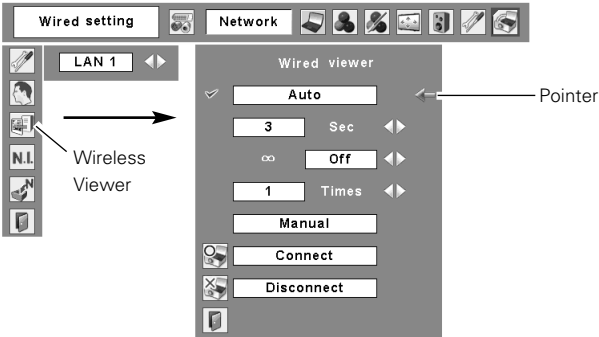 Wired setting
Network
LAN 1
Wired viewer
Auto
Pointer
3 Sec
∞ Off
N.I.
Wireless
Viewer
N
1 Times
Manual
Connect
Disconnect